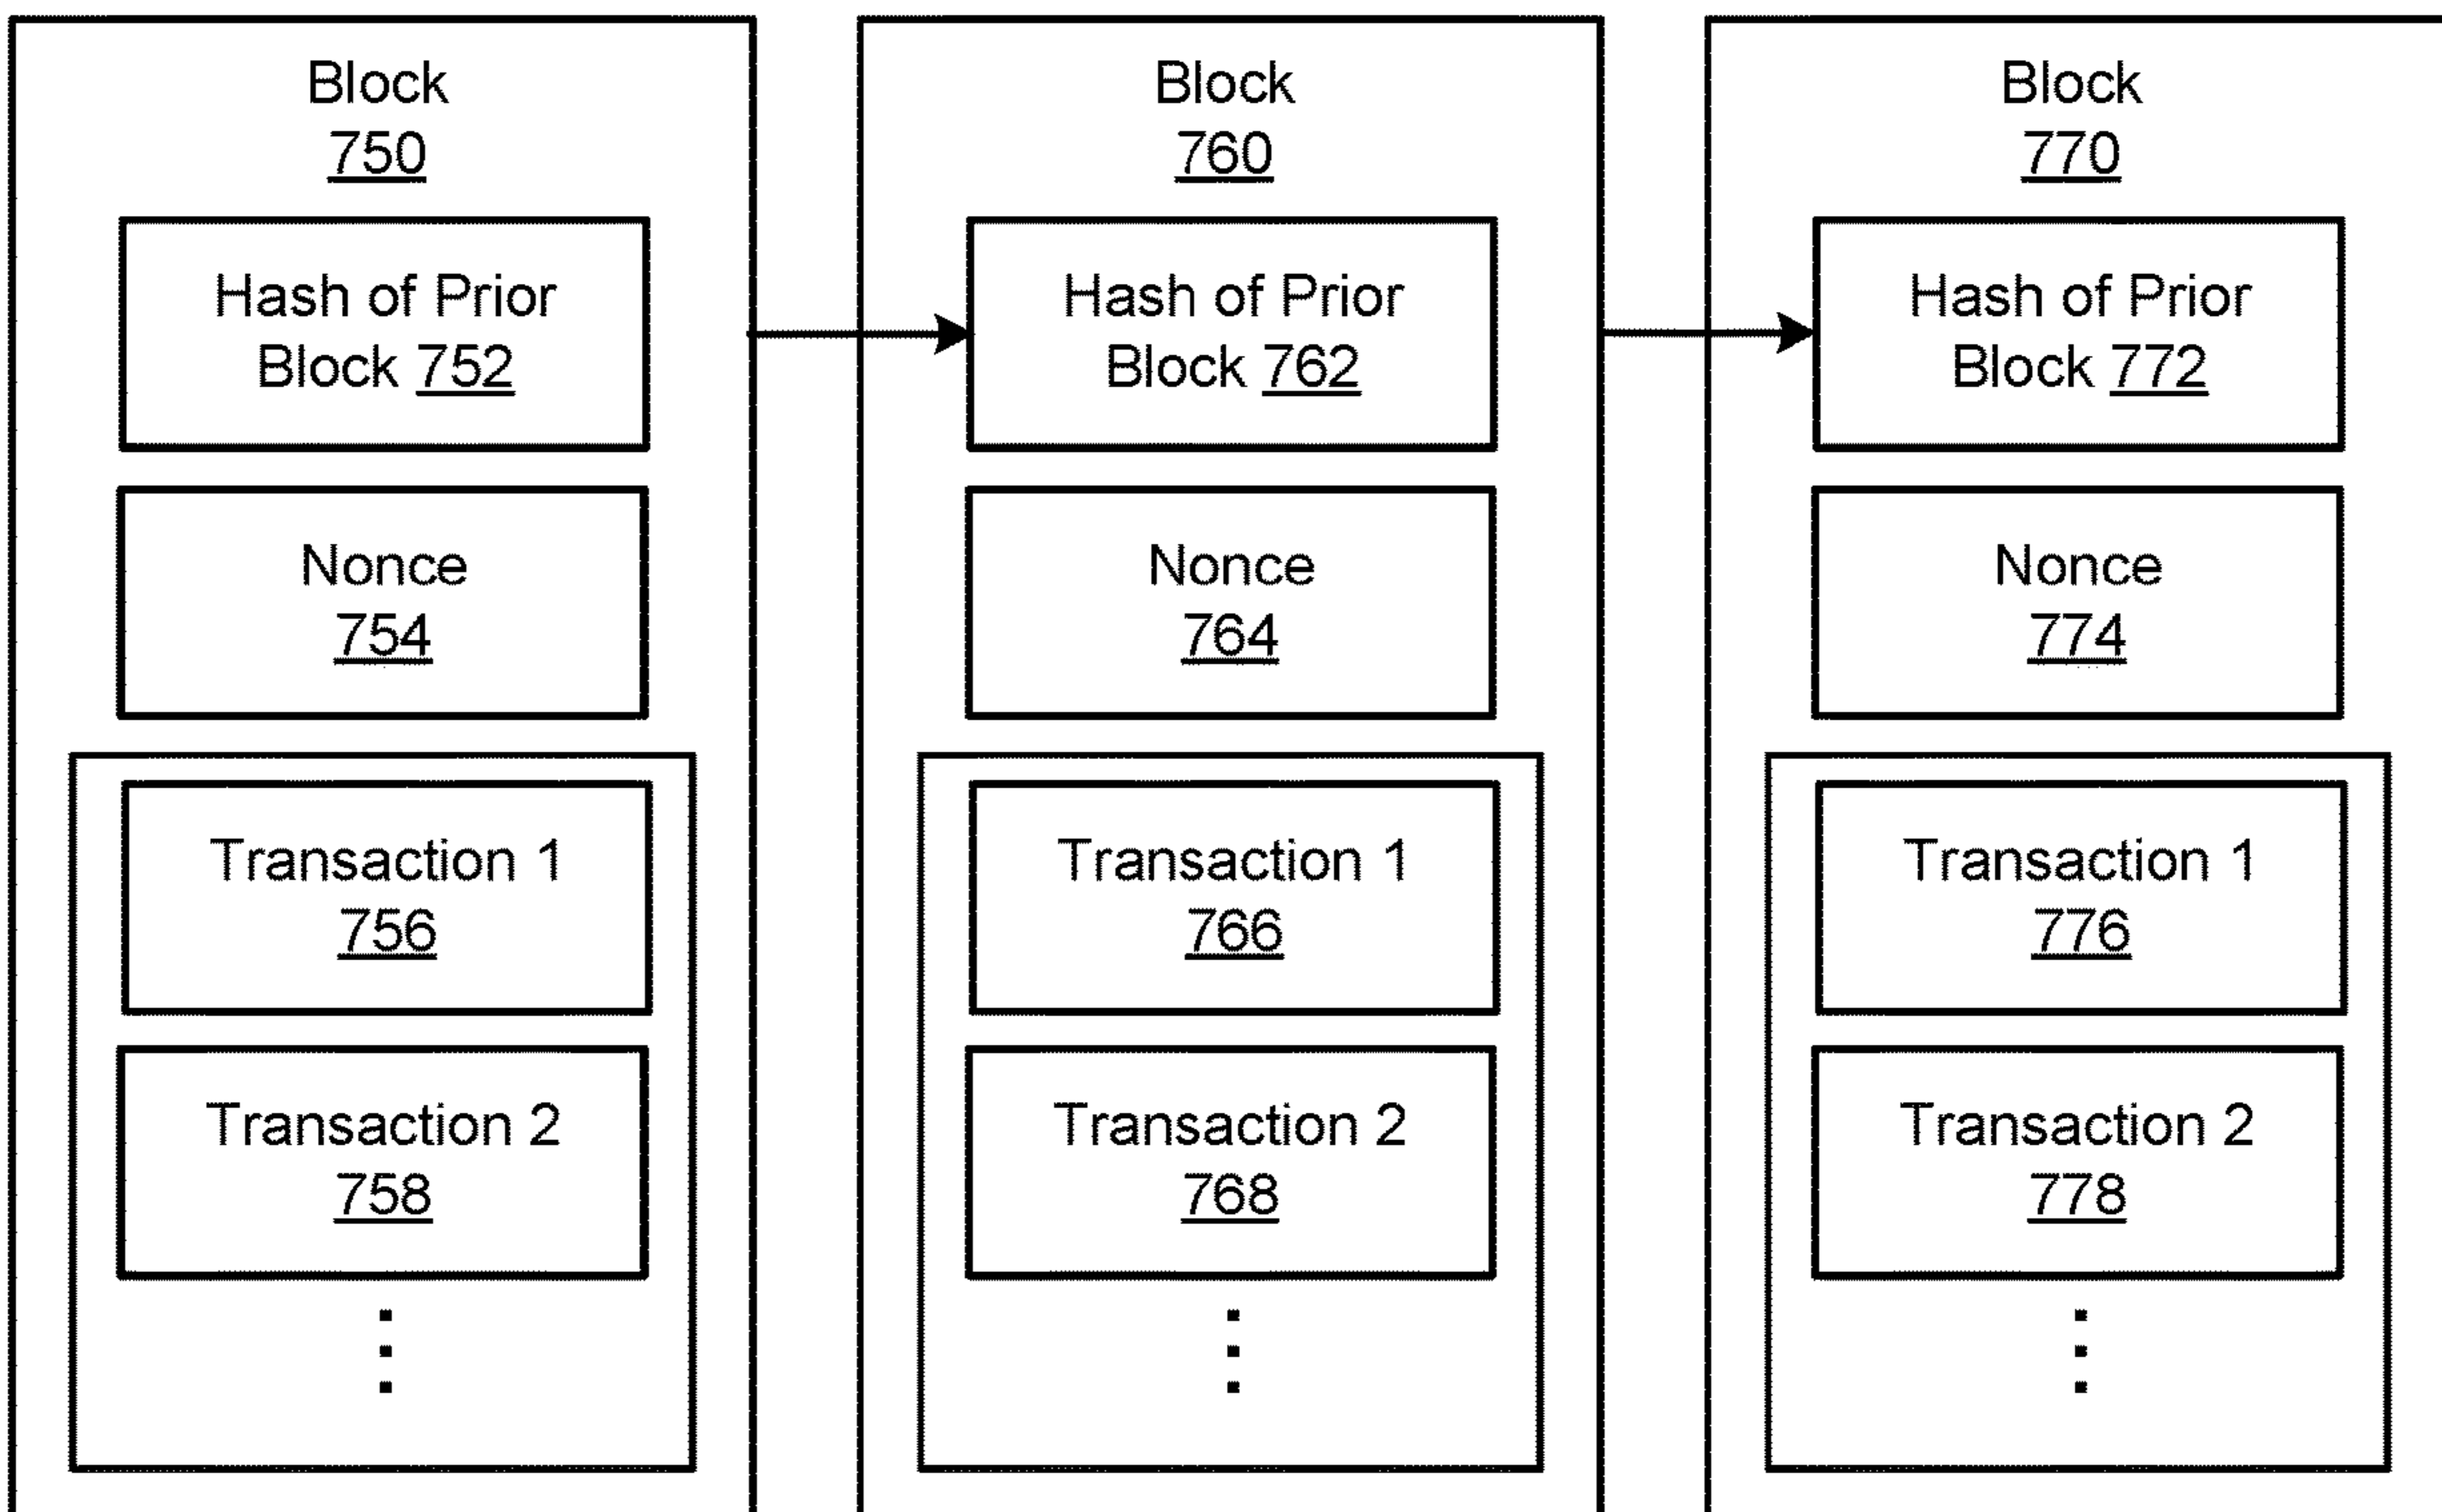 Block
750
Hash of Prior
Block 752
Nonce
754
Transaction 1
756
Transaction 2
758
Block
760
Hash of Prior
Block 762
Nonce
764
Transaction 1
766
Transaction 2
768
Block
770
Hash of Prior
Block 772
Nonce
774
Transaction 1
776
Transaction 2
778